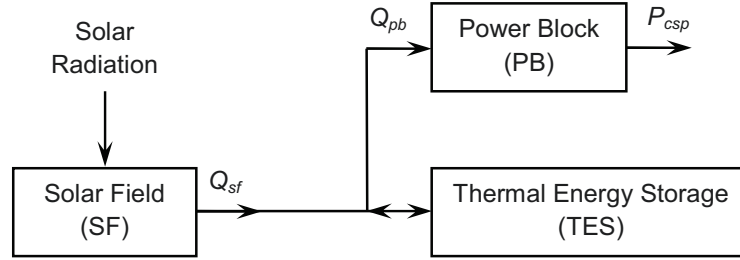 Solar
Radiation
Q_pb
Power Block
(PB)
P_csp
Solar Field
(SF)
Q_sf
Thermal Energy Storage
(TES)